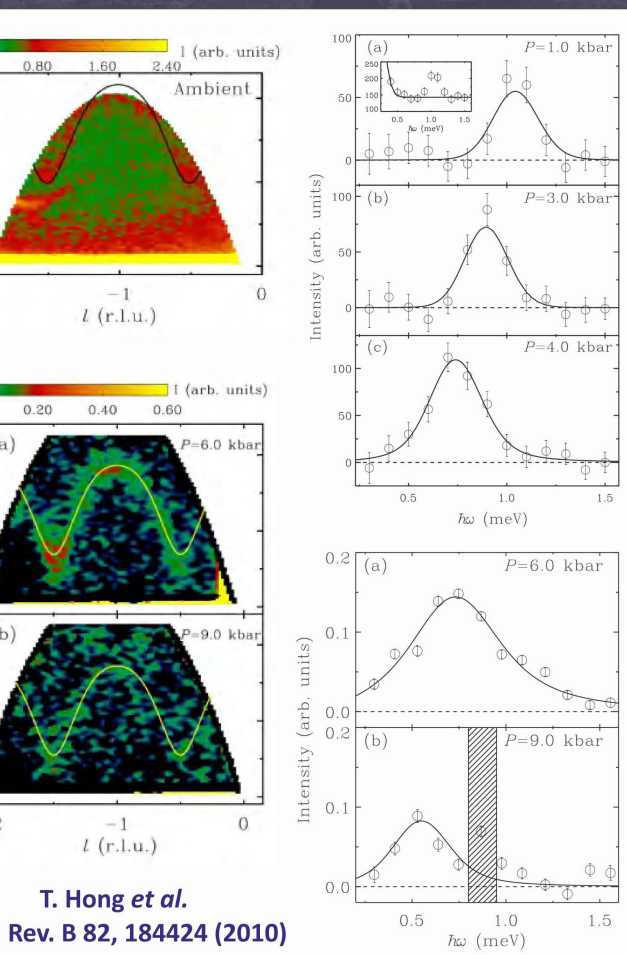 I (arb. units)
0.80 1.60 2.40
Ambient
−1 0
l (r.l.u.)
I (arb. units)
0.20 0.40 0.60
a) P=6.0 kbar
b) P=9.0 kbar
−1 0
l (r.l.u.)
T. Hong et al.
Rev. B 82, 184424 (2010)
Intensity (arb. units)
100
50
0
(a) P=1.0 kbar
250
200
150
100
0.5 1.0 1.5
ħω (meV)
100
50
0
(b) P=3.0 kbar
100
50
0
(c) P=4.0 kbar
0.5 1.0 1.5
ħω (meV)
Intensity (arb. units)
0.2
0.1
0.0
(a) P=6.0 kbar
0.2
0.1
0.0
(b) P=9.0 kbar
0.5 1.0 1.5
ħω (meV)